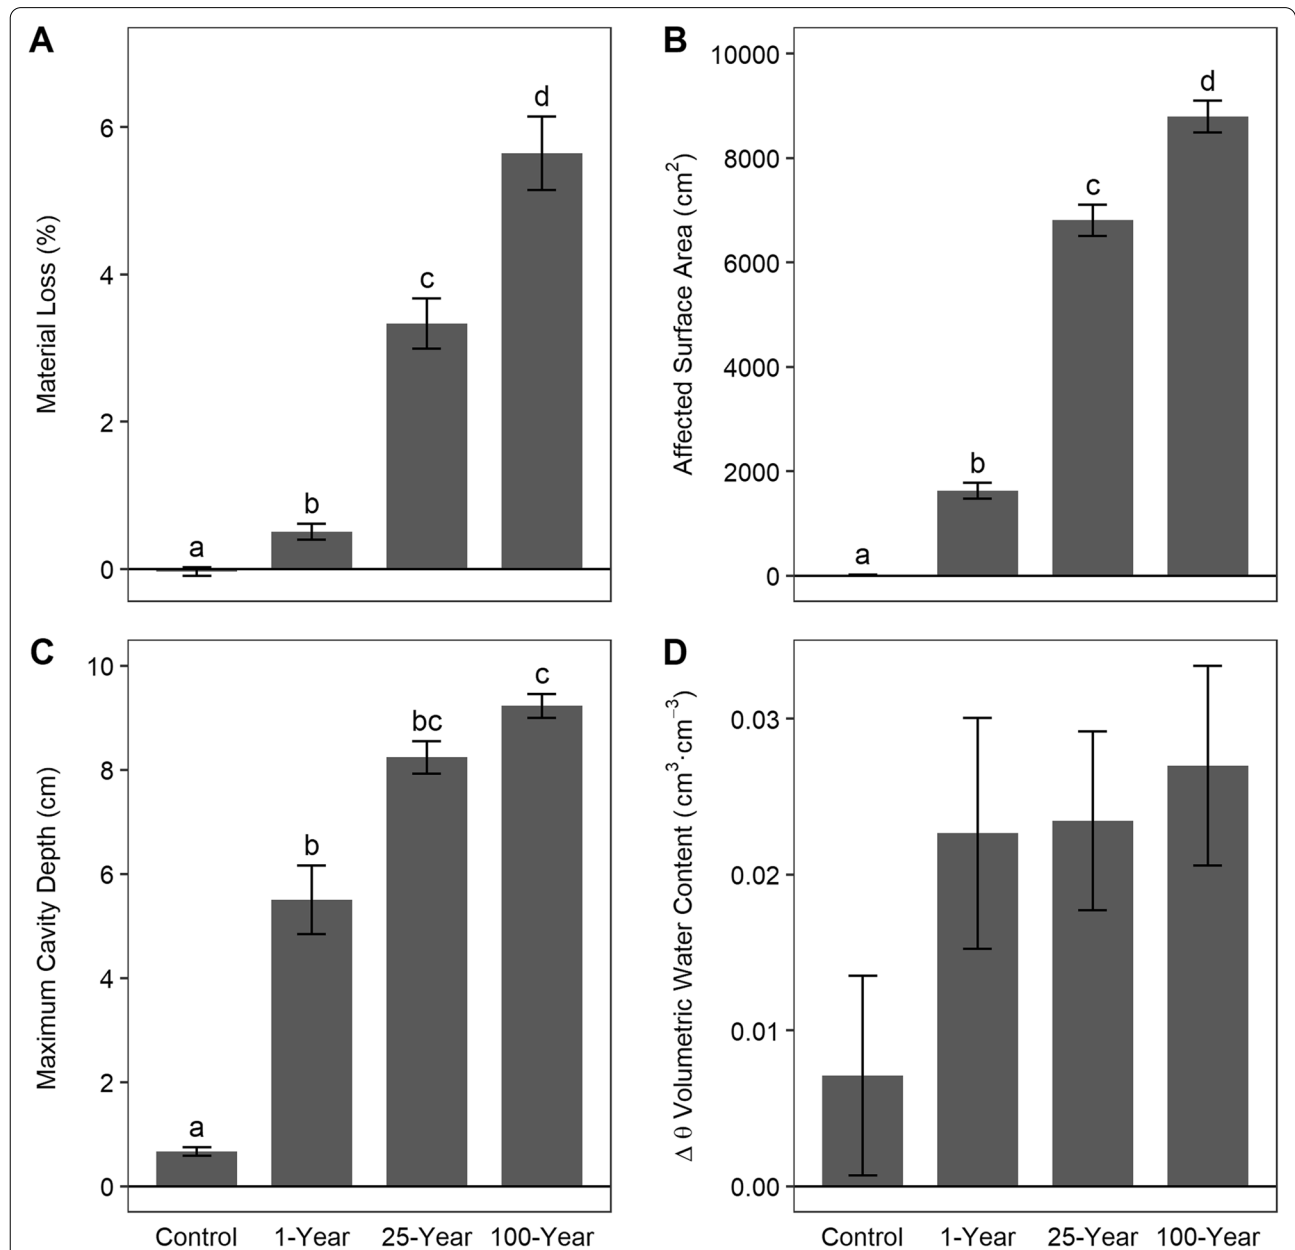 A
Material Loss (%)
6
4
2
0
a
b
c
d
B
Affected Surface Area (cm²)
10000
8000
6000
4000
2000
0
a
b
c
d
C
Maximum Cavity Depth (cm)
10
8
6
4
2
0
a
b
bc
c
Control 1-Year 25-Year 100-Year
D
Δ θ Volumetric Water Content (cm³·cm⁻³)
0.03
0.02
0.01
0.00
Control 1-Year 25-Year 100-Year